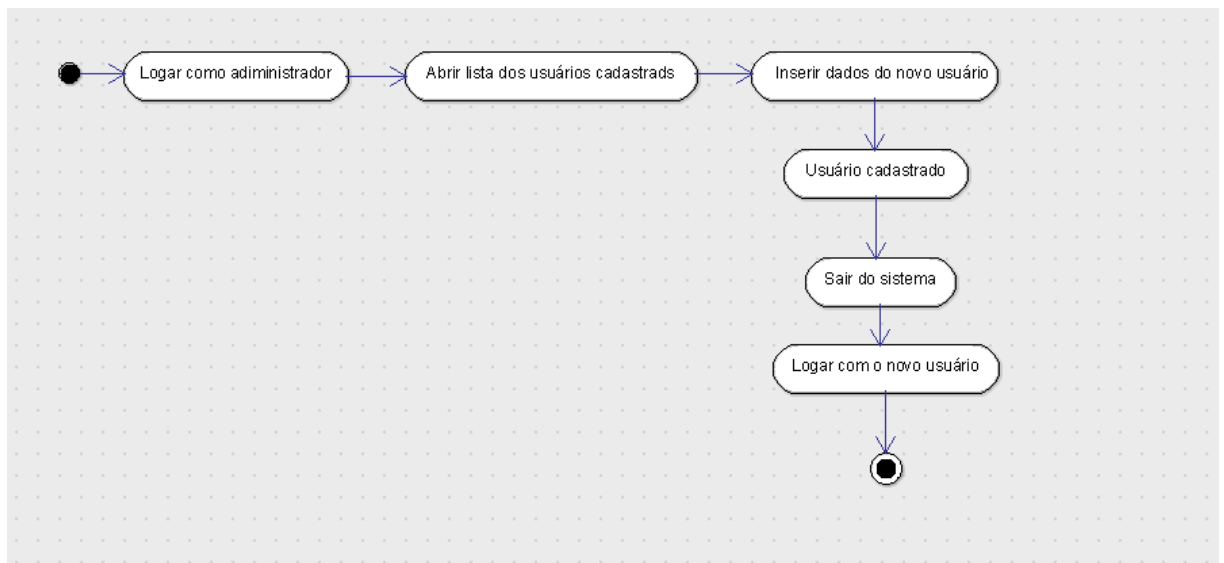 Logar como adiministrador
Abrir lista dos usuários cadastrads
Inserir dados do novo usuário
Usuário cadastrado
Sair do sistema
Logar com o novo usuário